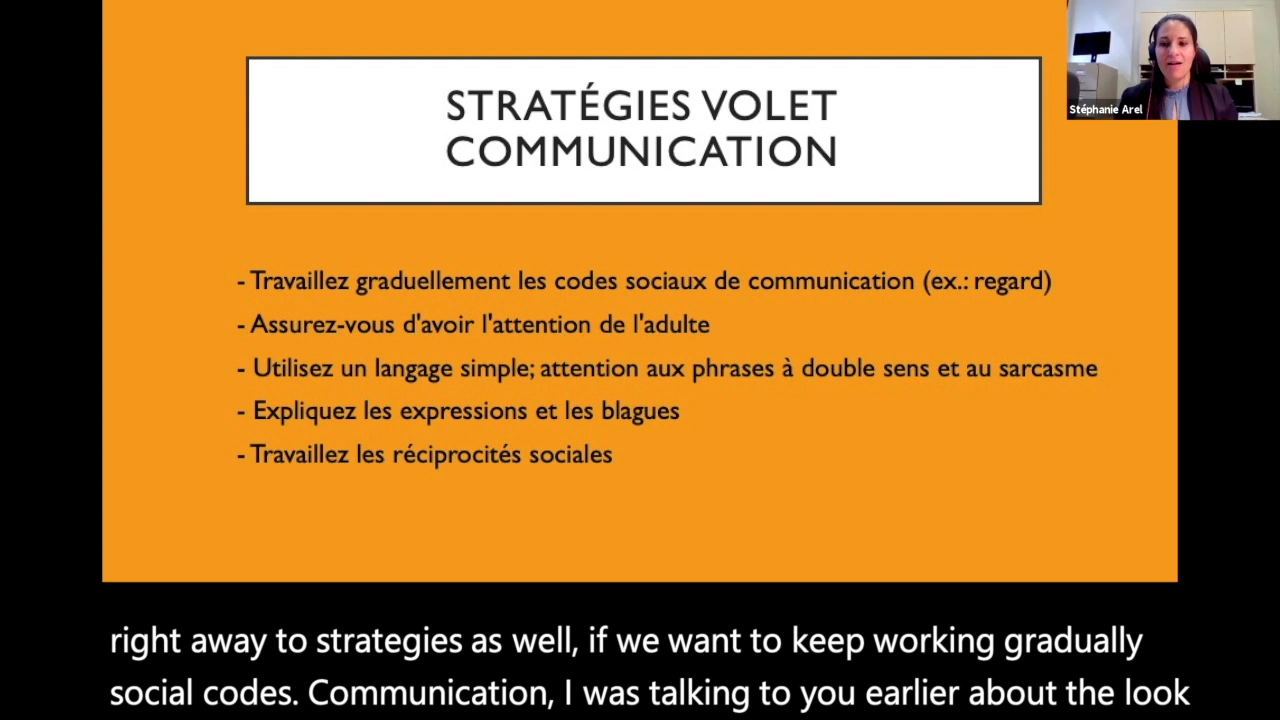 STRATÉGIES VOLET
COMMUNICATION
Stéphanie Arel
- Travaillez graduellement les codes sociaux de communication (ex.: regard)
- Assurez-vous d'avoir l'attention de l'adulte
- Utilisez un langage simple; attention aux phrases à double sens et au sarcasme
- Expliquez les expressions et les blagues
- Travaillez les réciprocités sociales
right away to strategies as well, if we want to keep working gradually
social codes. Communication, I was talking to you earlier about the look